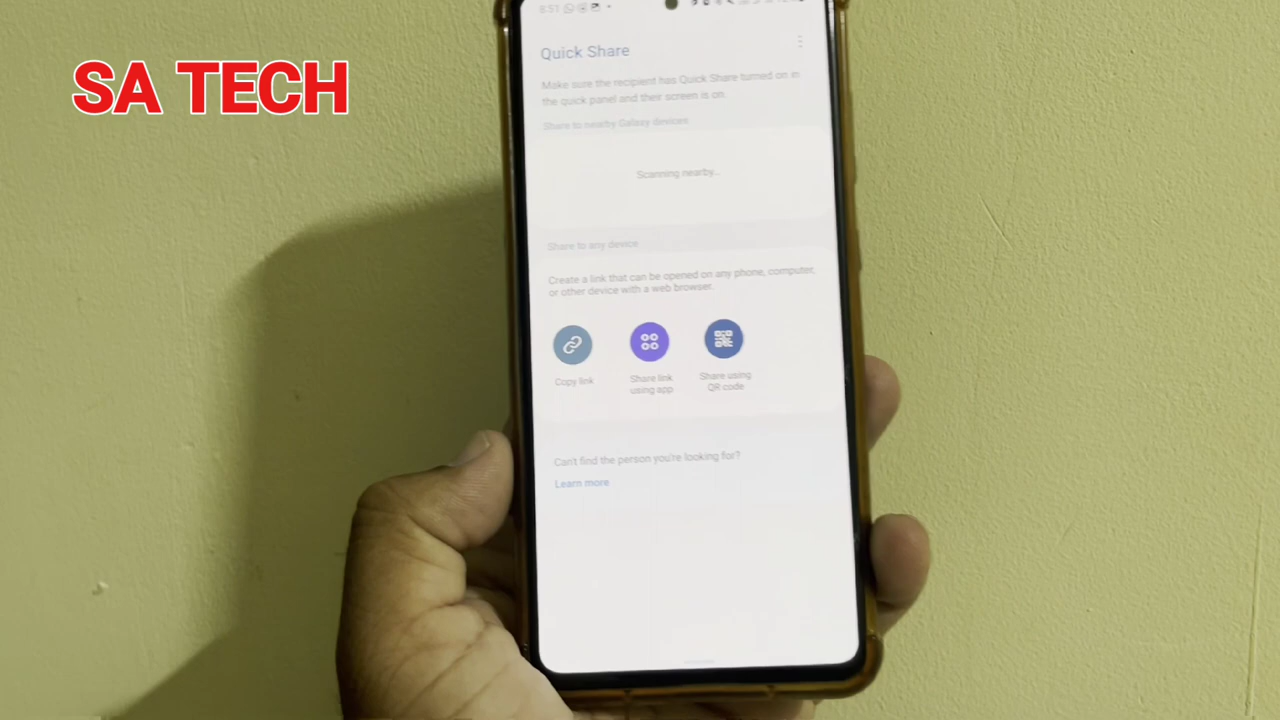 SA TECH
8:51
Quick Share
Make sure the recipient has Quick Share turned on in
the quick panel and their screen is on.
Share to nearby Galaxy devices
Scanning nearby...
Share to any device
Create a link that can be opened on any phone, computer,
or other device with a web browser.
Copy link
Share link
using app
Share using
QR code
Can't find the person you're looking for?
Learn more